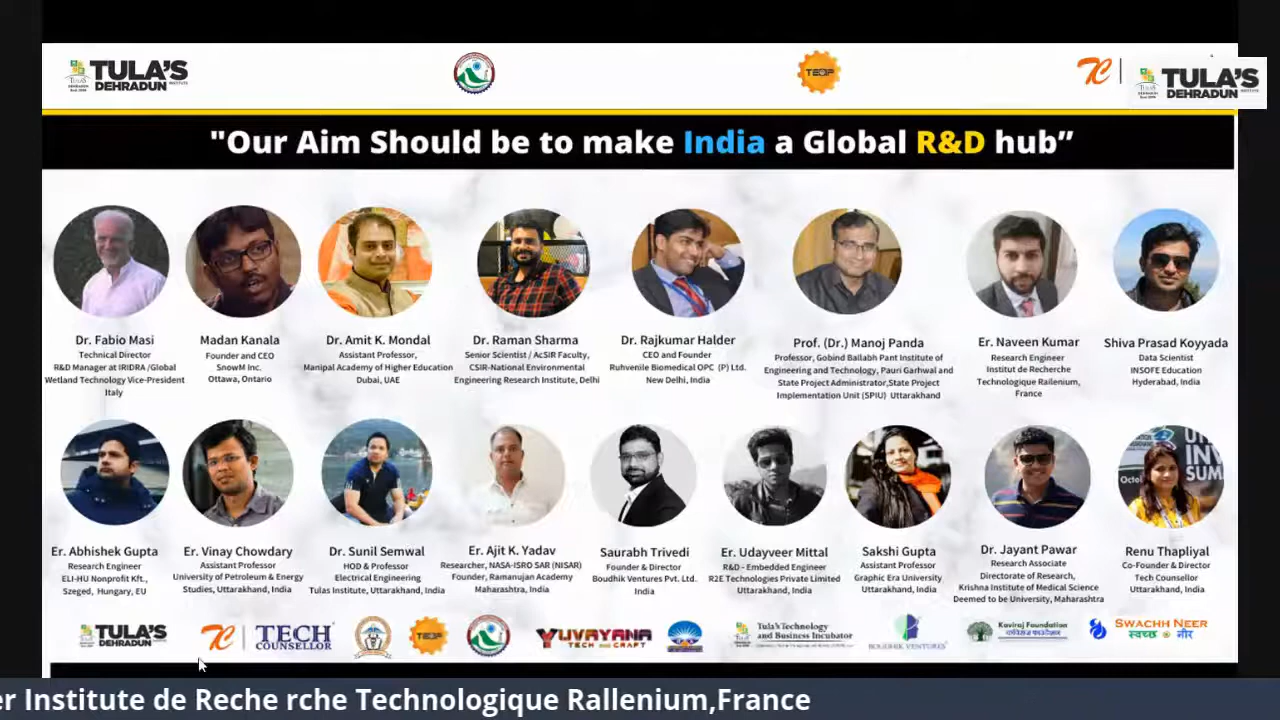 TULA'S
DEHRADUN INSTITUTE
TEDP
TC
TULA'S
DEHRADUN INSTITUTE
"Our Aim Should be to make India a Global R&D hub”
Dr. Fabio Masi
Technical Director
R&D Manager at IRIDRA /Global
Wetland Technology Vice-President
Italy
Madan Kanala
Founder and CEO
SnowM Inc.
Ottawa, Ontario
Dr. Amit K. Mondal
Assistant Professor,
Manipal Academy of Higher Education
Dubai, UAE
Dr. Raman Sharma
Senior Scientist / AcSIR Faculty,
CSIR-National Environmental
Engineering Research Institute, Delhi
Dr. Rajkumar Halder
CEO and Founder
Ruhvenile Biomedical OPC (P) Ltd.
New Delhi, India
Prof. (Dr.) Manoj Panda
Professor, Gobind Ballabh Pant Institute of
Engineering and Technology, Pauri Garhwal and
State Project Administrator,State Project
Implementation Unit (SPIU) Uttarakhand
Er. Naveen Kumar
Research Engineer
Institut de Recherche
Technologique Railenium,
France
Shiva Prasad Koyyada
Data Scientist
INSOFE Education
Hyderabad, India
Er. Abhishek Gupta
Research Engineer
ELI-HU Nonprofit Kft.,
Szeged, Hungary, EU
Er. Vinay Chowdary
Assistant Professor
University of Petroleum & Energy
Studies, Uttarakhand, India
Dr. Sunil Semwal
HOD & Professor
Electrical Engineering
Tulas Institute, Uttarakhand, India
Er. Ajit K. Yadav
Researcher, NASA-ISRO SAR (NISAR)
Founder, Ramanujan Academy
Maharashtra, India
Saurabh Trivedi
Founder & Director
Boudhik Ventures Pvt. Ltd.
India
Er. Udayveer Mittal
R&D - Embedded Engineer
R2E Technologies Private Limited
Uttarakhand, India
Sakshi Gupta
Assistant Professor
Graphic Era University
Uttarakhand, India
Dr. Jayant Pawar
Research Associate
Directorate of Research,
Krishna Institute of Medical Science
Deemed to be University, Maharashtra
Renu Thapliyal
Co-Founder & Director
Tech Counsellor
Uttarakhand, India
TULA'S
DEHRADUN INSTITUTE
TC
TECH
COUNSELLOR
TEDP
YUVAYANA
TECH AND CRAFT
Tula's Technology
and Business Incubator
BOUDHIK VENTURES
Kaviraj Foundation
SWACHH NEER
स्वच्छ नीर
er Institute de Reche rche Technologique Rallenium,France